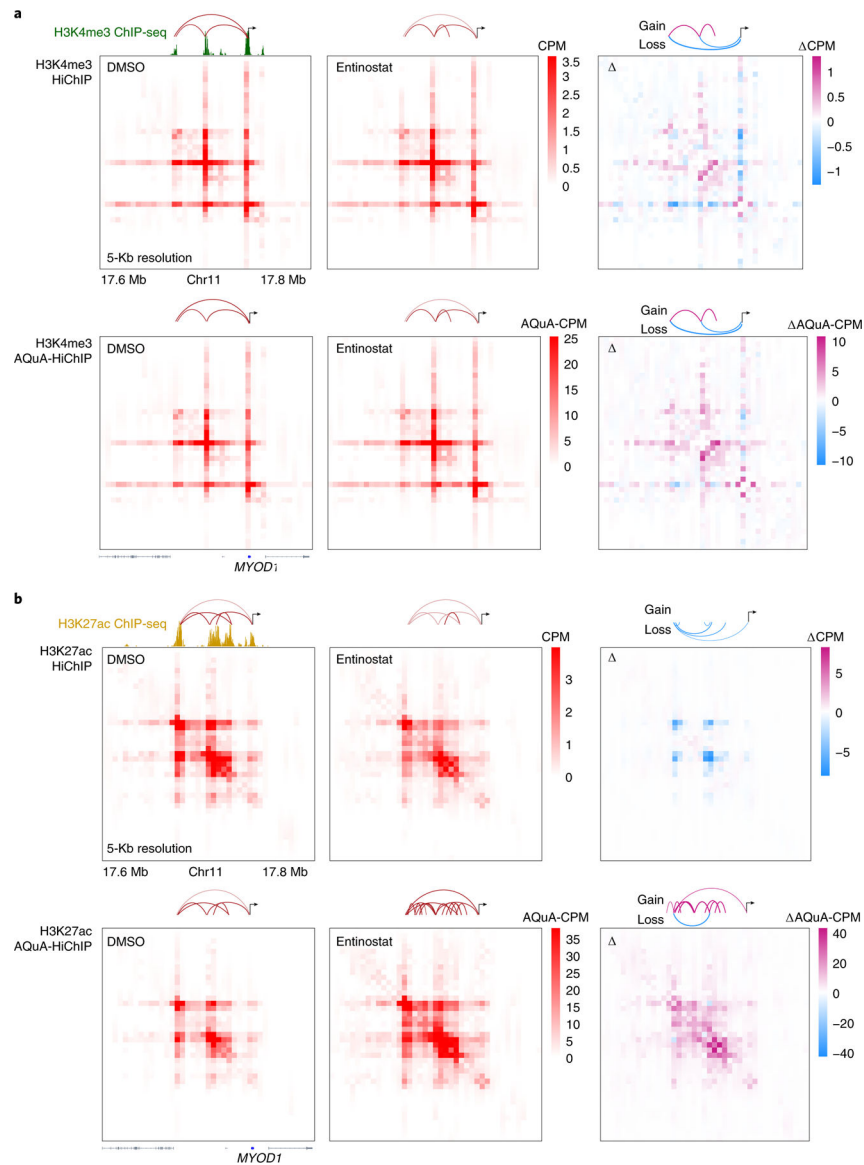 a
H3K4me3 ChIP-seq
Gain
Loss
H3K4me3
HiChIP
DMSO
Entinostat
CPM
3.5
3
2.5
2
1.5
1
0.5
0
Δ
ΔCPM
1
0.5
0
−0.5
−1
5-Kb resolution
17.6 Mb Chr11 17.8 Mb
Gain
Loss
H3K4me3
AQuA-HiChIP
DMSO
Entinostat
AQuA-CPM
25
20
15
10
5
0
Δ
ΔAQuA-CPM
10
5
0
−5
−10
MYOD1
b
H3K27ac ChIP-seq
Gain
Loss
H3K27ac
HiChIP
DMSO
Entinostat
CPM
3
2
1
0
Δ
ΔCPM
5
0
−5
5-Kb resolution
17.6 Mb Chr11 17.8 Mb
Gain
Loss
H3K27ac
AQuA-HiChIP
DMSO
Entinostat
AQuA-CPM
35
30
25
20
15
10
5
0
Δ
ΔAQuA-CPM
40
20
0
−20
−40
MYOD1